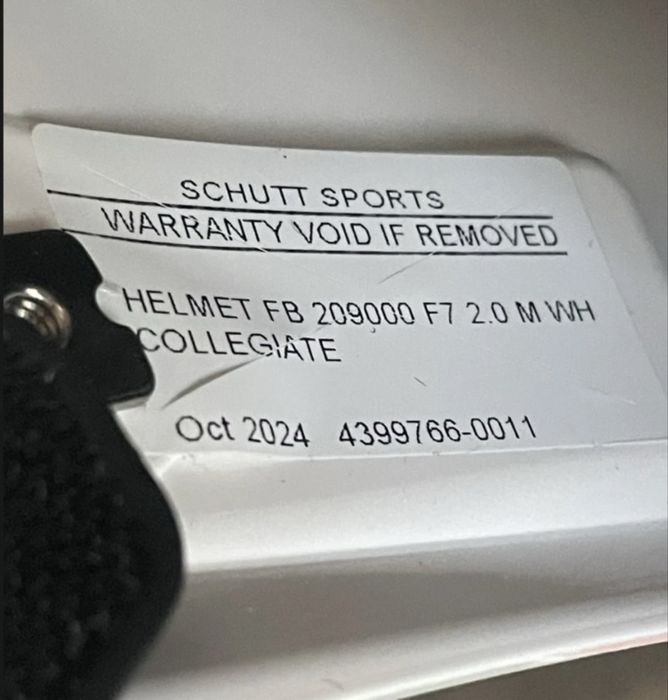 SCHUTT SPORTS
WARRANTY VOID IF REMOVED
HELMET FB 209000 F7 2.0 M WH
COLLEGIATE
Oct 2024 4399766-0011